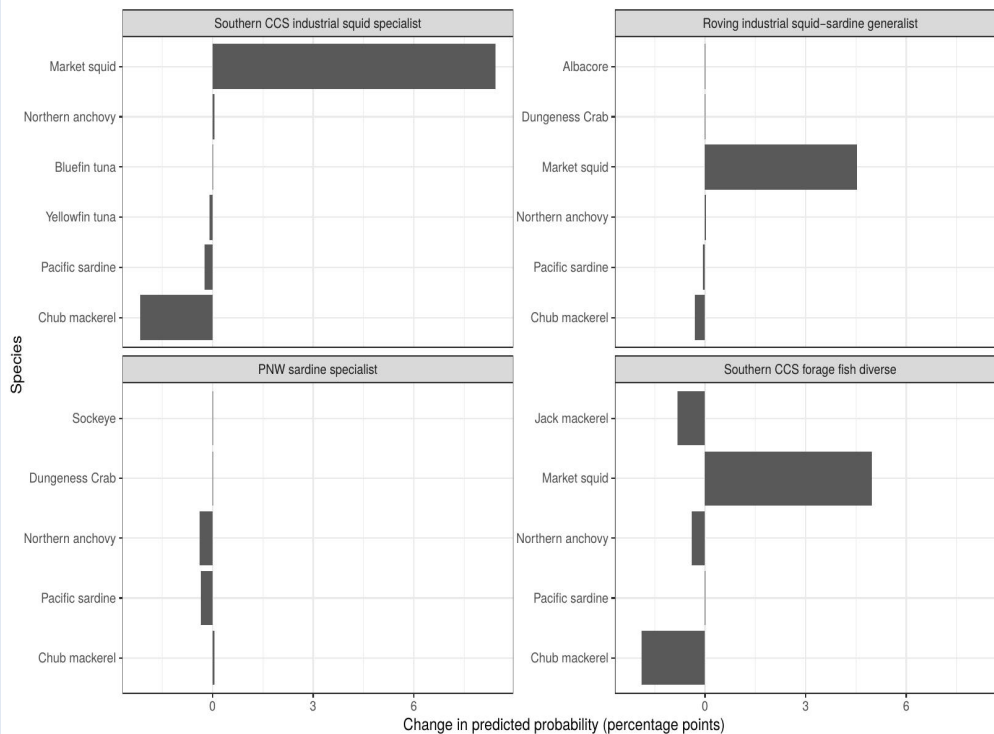 Southern CCS industrial squid specialist
Market squid
Northern anchovy
Bluefin tuna
Yellowfin tuna
Pacific sardine
Chub mackerel
Roving industrial squid−sardine generalist
Albacore
Dungeness Crab
Market squid
Northern anchovy
Pacific sardine
Chub mackerel
Species
PNW sardine specialist
Sockeye
Dungeness Crab
Northern anchovy
Pacific sardine
Chub mackerel
0 3 6
Southern CCS forage fish diverse
Jack mackerel
Market squid
Northern anchovy
Pacific sardine
Chub mackerel
0 3 6
Change in predicted probability (percentage points)